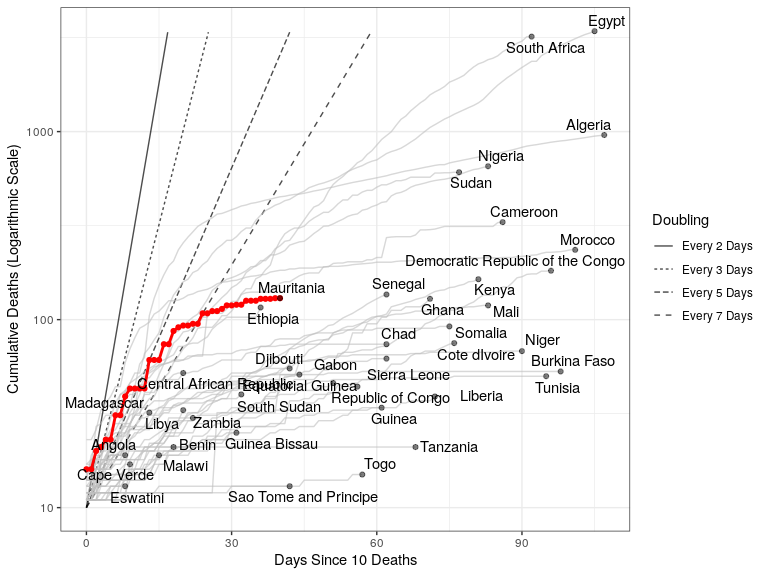 Egypt
South Africa
Algeria
1000
Nigeria
Sudan
Cameroon
Morocco
Democratic Republic of the Congo
Senegal
Kenya
Mauritania
Ghana
Mali
100
Ethiopia
Chad
Somalia
Niger
Djibouti
Gabon
Cote dIvoire
Burkina Faso
Central African Republic
Equatorial Guinea
Sierra Leone
Tunisia
Madagascar
South Sudan
Republic of Congo
Liberia
Libya
Zambia
Guinea
Angola
Benin
Guinea Bissau
Tanzania
Cape Verde
Malawi
Togo
Eswatini
Sao Tome and Principe
10
0
30
60
90
Days Since 10 Deaths
Cumulative Deaths (Logarithmic Scale)
Doubling
Every 2 Days
Every 3 Days
Every 5 Days
Every 7 Days